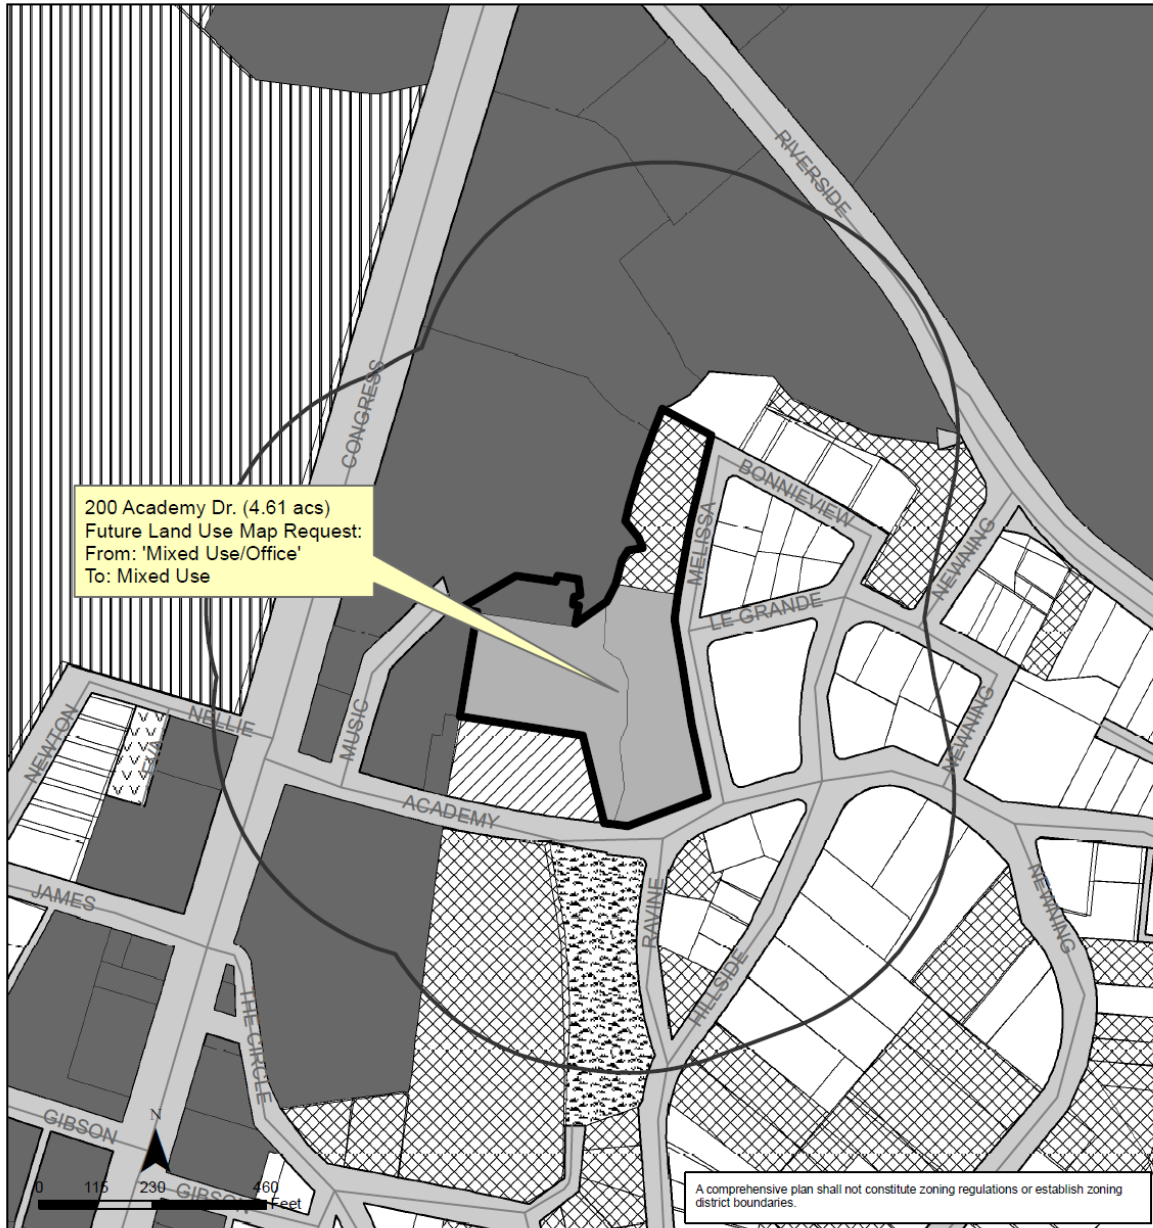 RIVERSIDE
CONGRESS
200 Academy Dr. (4.61 acs)
Future Land Use Map Request:
From: 'Mixed Use/Office'
To: Mixed Use
BONNIEVIEW
MELISSA
NEWNING
LE GRANDE
NEWTON
NELLIE
MUSIC
NEWNING
ACADEMY
JAMES
RAVINE
HILLSIDE
NEWNING
THE CIRCLE
GIBSON
N
0 115 230 460
Feet
GIBSON
A comprehensive plan shall not constitute zoning regulations or establish zoning
district boundaries.